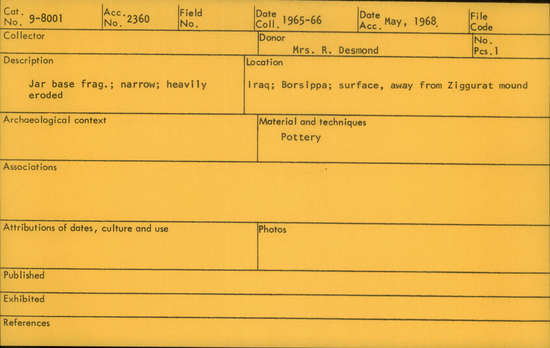 Cat. No. 9-8001 Acc. No. 2360 Field No. Date Coll. 1965-66 Date Acc. May, 1968 File Code
Collector Donor Mrs. R. Desmond No. Pcs. 1
Description Location
Jar base frag.; narrow; heavily eroded Iraq; Borsippa; surface, away from Ziggurat mound
Archaeological context Material and techniques
Pottery
Associations
Attributions of dates, culture and use Photos
Published
Exhibited
References